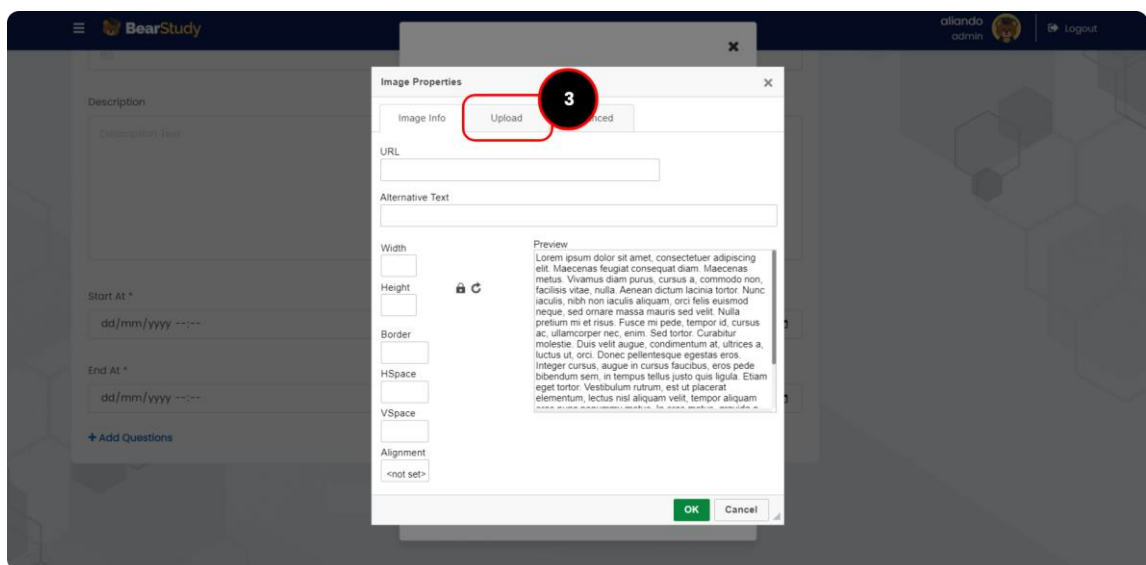 BearStudy
aliando
admin
Logout
Description
Description Text
Start At *
dd/mm/yyyy --:--
End At *
dd/mm/yyyy --:--
+ Add Questions
Image Properties
Image Info
Upload
3
nced
URL
Alternative Text
Width
Height
Border
HSpace
VSpace
Alignment
<not set>
Preview
Lorem ipsum dolor sit amet, consectetuer adipiscing
elit. Maecenas feugiat consequat diam. Maecenas
metus. Vivamus diam purus, cursus a, commodo non,
facilisis vitae, nulla. Aenean dictum lacinia tortor. Nunc
iaculis, nibh non iaculis aliquam, orci felis euismod
neque, sed ornare massa mauris sed velit. Nulla
pretium mi et risus. Fusce mi pede, tempor id, cursus
ac, ullamcorper nec, enim. Sed tortor. Curabitur
molestie. Duis velit augue, condimentum at, ultrices a,
luctus ut, orci. Donec pellentesque egestas eros.
Integer cursus, augue in cursus faucibus, eros pede
bibendum sem, in tempus tellus justo quis ligula. Etiam
eget tortor. Vestibulum rutrum, est ut placerat
elementum, lectus nisl aliquam velit, tempor aliquam
OK
Cancel